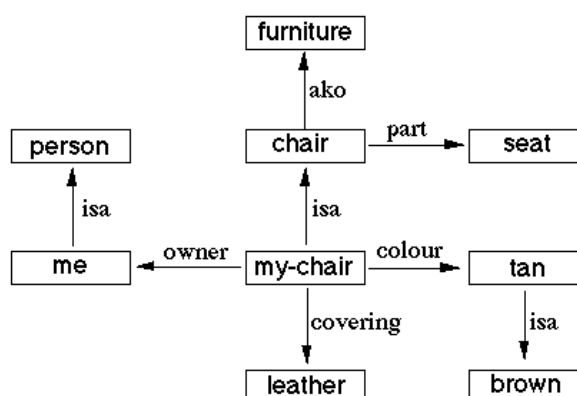 furniture
ako
person
chair
part
seat
isa
isa
me
owner
my-chair
colour
tan
covering
isa
leather
brown